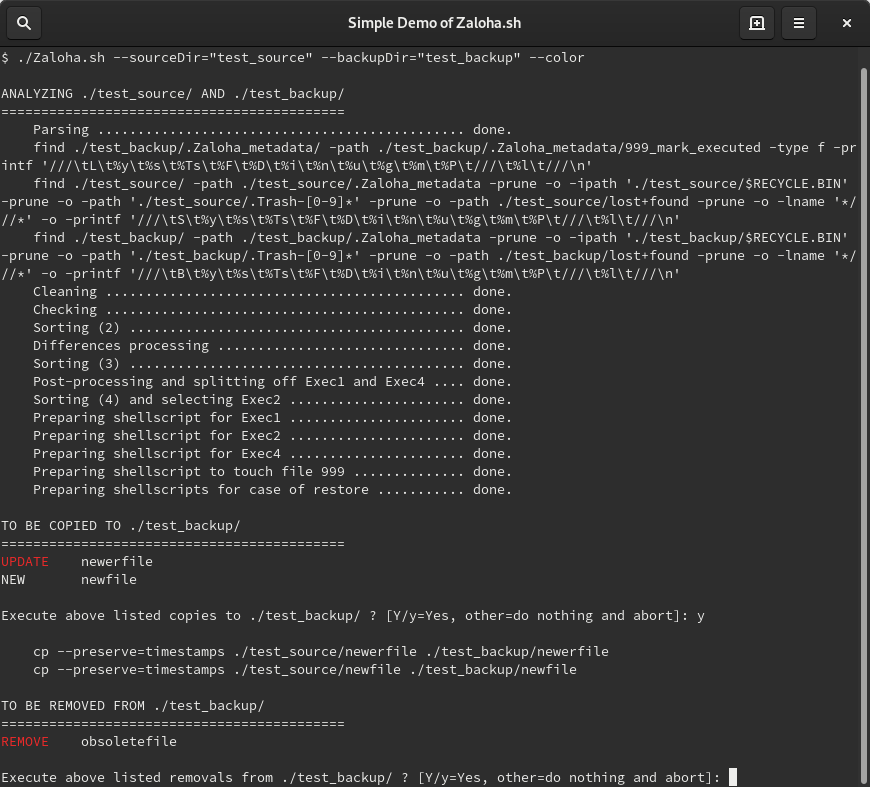 Simple Demo of Zaloha.sh
$ ./Zaloha.sh --sourceDir="test_source" --backupDir="test_backup" --color
ANALYZING ./test_source/ AND ./test_backup/
===========================================
    Parsing .............................................. done.
    find ./test_backup/.Zaloha_metadata/ -path ./test_backup/.Zaloha_metadata/999_mark_executed -type f -pr
intf '///\tL\t%y\t%s\t%Ts\t%F\t%D\t%i\t%n\t%u\t%g\t%m\t%P\t///\t%l\t///\n'
    find ./test_source/ -path ./test_source/.Zaloha_metadata -prune -o -ipath './test_source/$RECYCLE.BIN'
-prune -o -path './test_source/.Trash-[0-9]*' -prune -o -path ./test_source/lost+found -prune -o -lname '*/
//*' -o -printf '///\tS\t%y\t%s\t%Ts\t%F\t%D\t%i\t%n\t%u\t%g\t%m\t%P\t///\t%l\t///\n'
    find ./test_backup/ -path ./test_backup/.Zaloha_metadata -prune -o -ipath './test_backup/$RECYCLE.BIN'
-prune -o -path './test_backup/.Trash-[0-9]*' -prune -o -path ./test_backup/lost+found -prune -o -lname '*/
//*' -o -printf '///\tB\t%y\t%s\t%Ts\t%F\t%D\t%i\t%n\t%u\t%g\t%m\t%P\t///\t%l\t///\n'
    Cleaning ............................................. done.
    Checking ............................................. done.
    Sorting (2) .......................................... done.
    Differences processing ............................... done.
    Sorting (3) .......................................... done.
    Post-processing and splitting off Exec1 and Exec4 .... done.
    Sorting (4) and selecting Exec2 ...................... done.
    Preparing shellscript for Exec1 ...................... done.
    Preparing shellscript for Exec2 ...................... done.
    Preparing shellscript for Exec4 ...................... done.
    Preparing shellscript to touch file 999 .............. done.
    Preparing shellscripts for case of restore ........... done.
TO BE COPIED TO ./test_backup/
===========================================
UPDATE    newerfile
NEW       newfile
Execute above listed copies to ./test_backup/ ? [Y/y=Yes, other=do nothing and abort]: y
    cp --preserve=timestamps ./test_source/newerfile ./test_backup/newerfile
    cp --preserve=timestamps ./test_source/newfile ./test_backup/newfile
TO BE REMOVED FROM ./test_backup/
===========================================
REMOVE    obsoletefile
Execute above listed removals from ./test_backup/ ? [Y/y=Yes, other=do nothing and abort]: